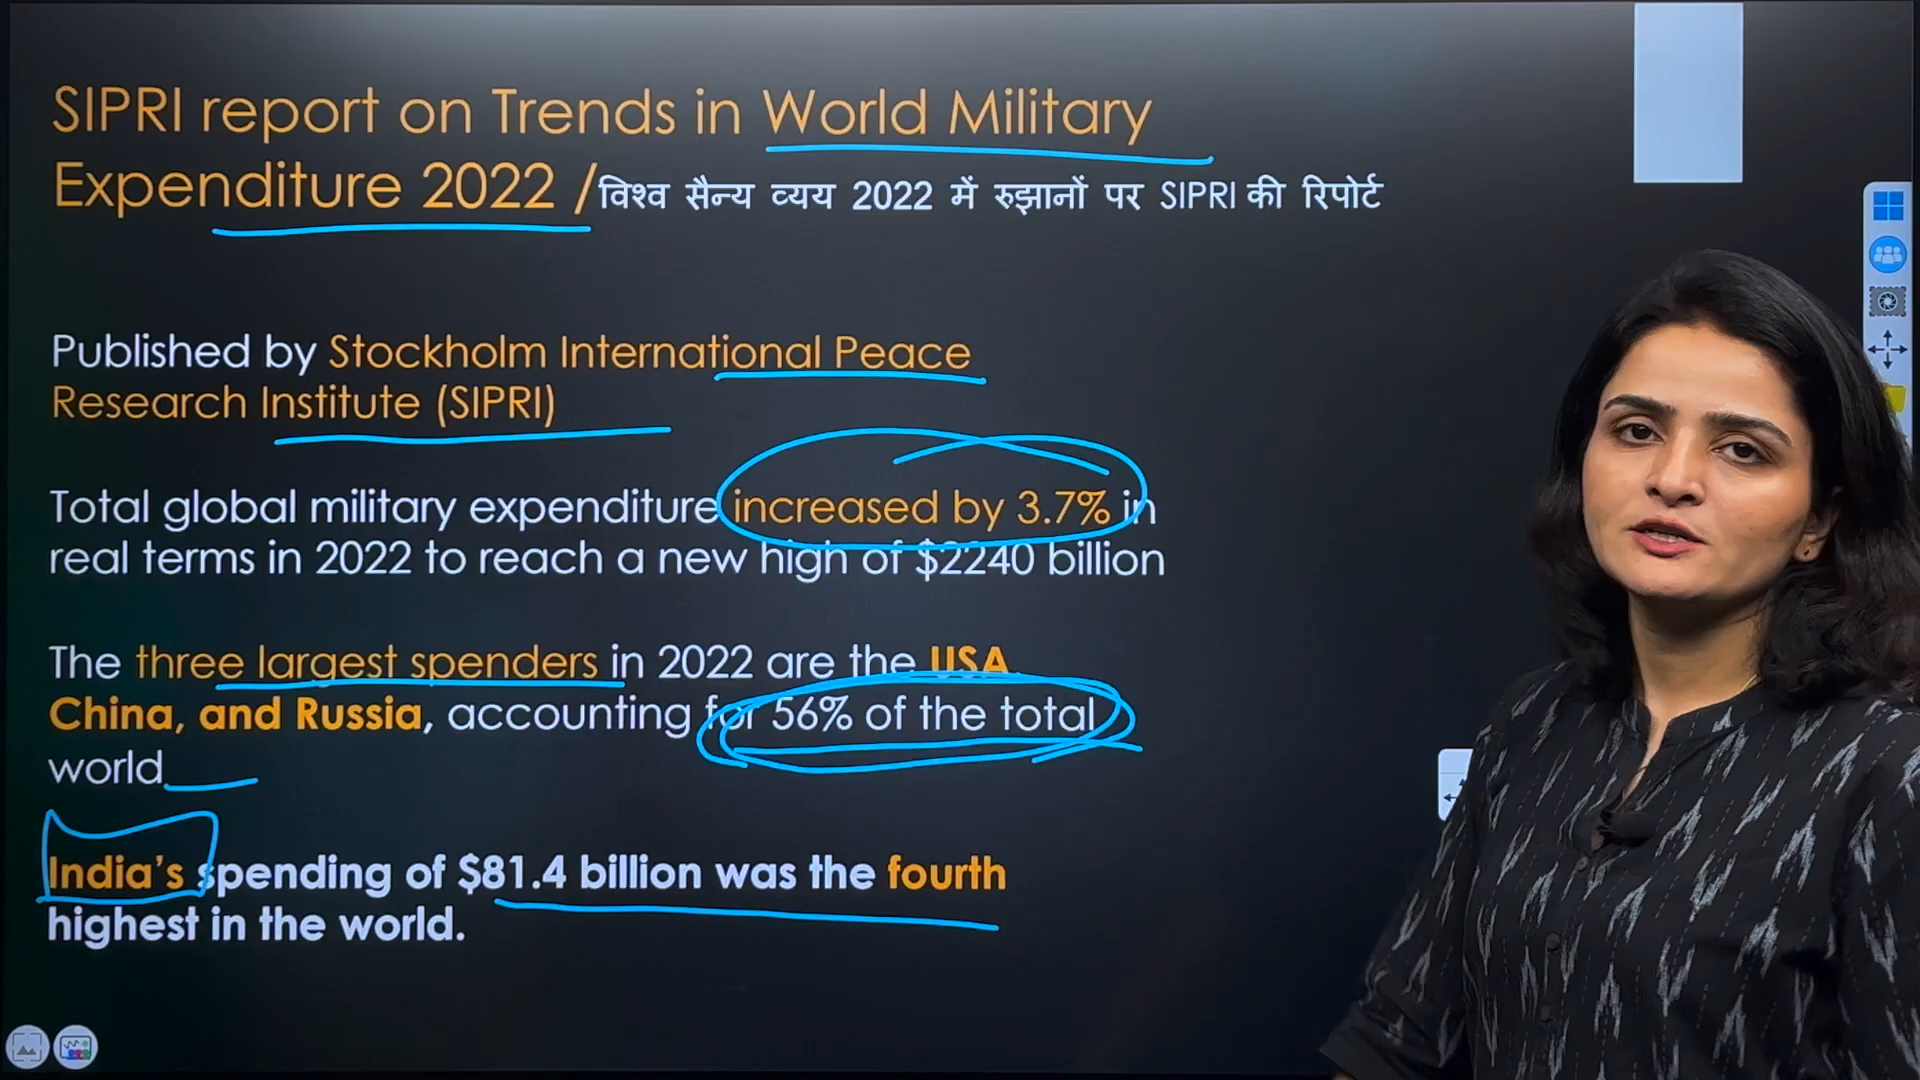 SIPRI report on Trends in World Military
Expenditure 2022 /विश्व सैन्य व्यय 2022 में रुझानों पर SIPRI की रिपोर्ट
Published by Stockholm International Peace
Research Institute (SIPRI)
Total global military expenditure increased by 3.7% in
real terms in 2022 to reach a new high of $2240 billion
The three largest spenders in 2022 are the USA,
China, and Russia, accounting for 56% of the total
world
India's spending of $81.4 billion was the fourth
highest in the world.